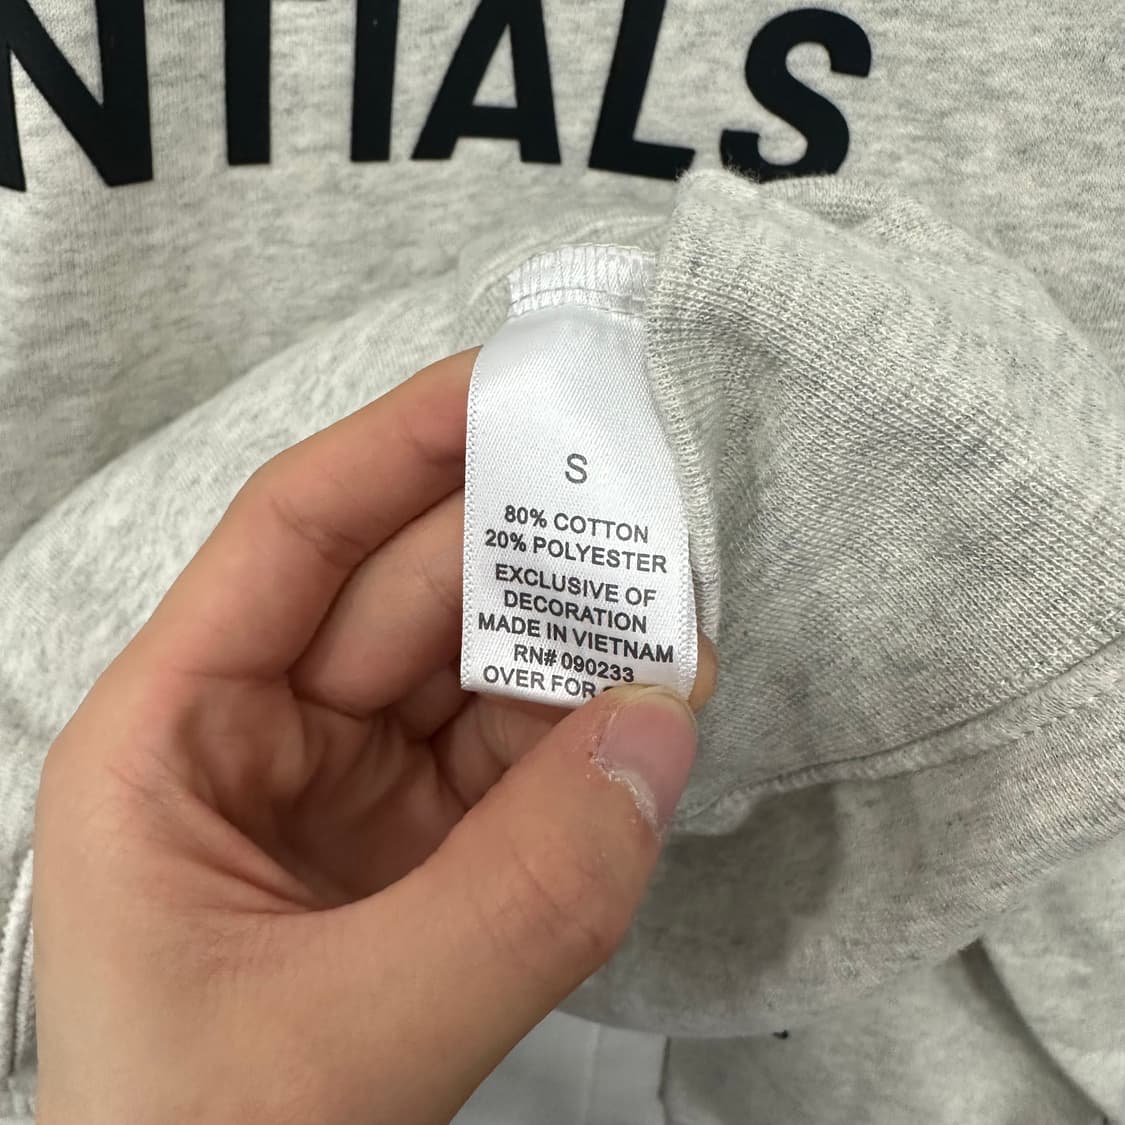 NTIALS
S
80% COTTON
20% POLYESTER
EXCLUSIVE OF
DECORATION
MADE IN VIETNAM
RN# 090233
OVER FOR